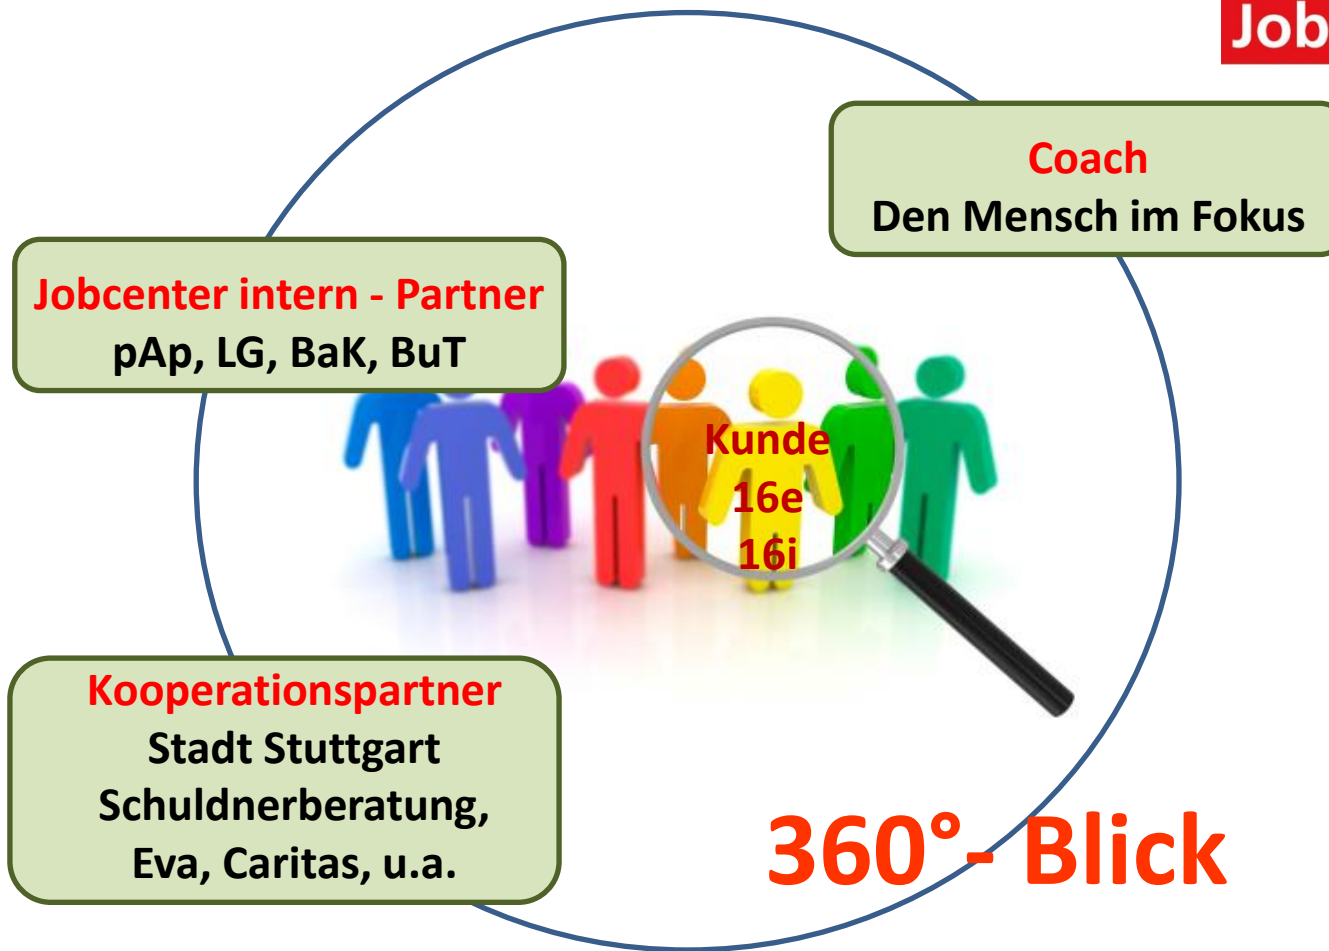 Job
Coach
Den Mensch im Fokus
Jobcenter intern - Partner
pAp, LG, BaK, BuT
Kunde
16e
16i
Kooperationspartner
Stadt Stuttgart
Schuldnerberatung,
Eva, Caritas, u.a.
360°- Blick